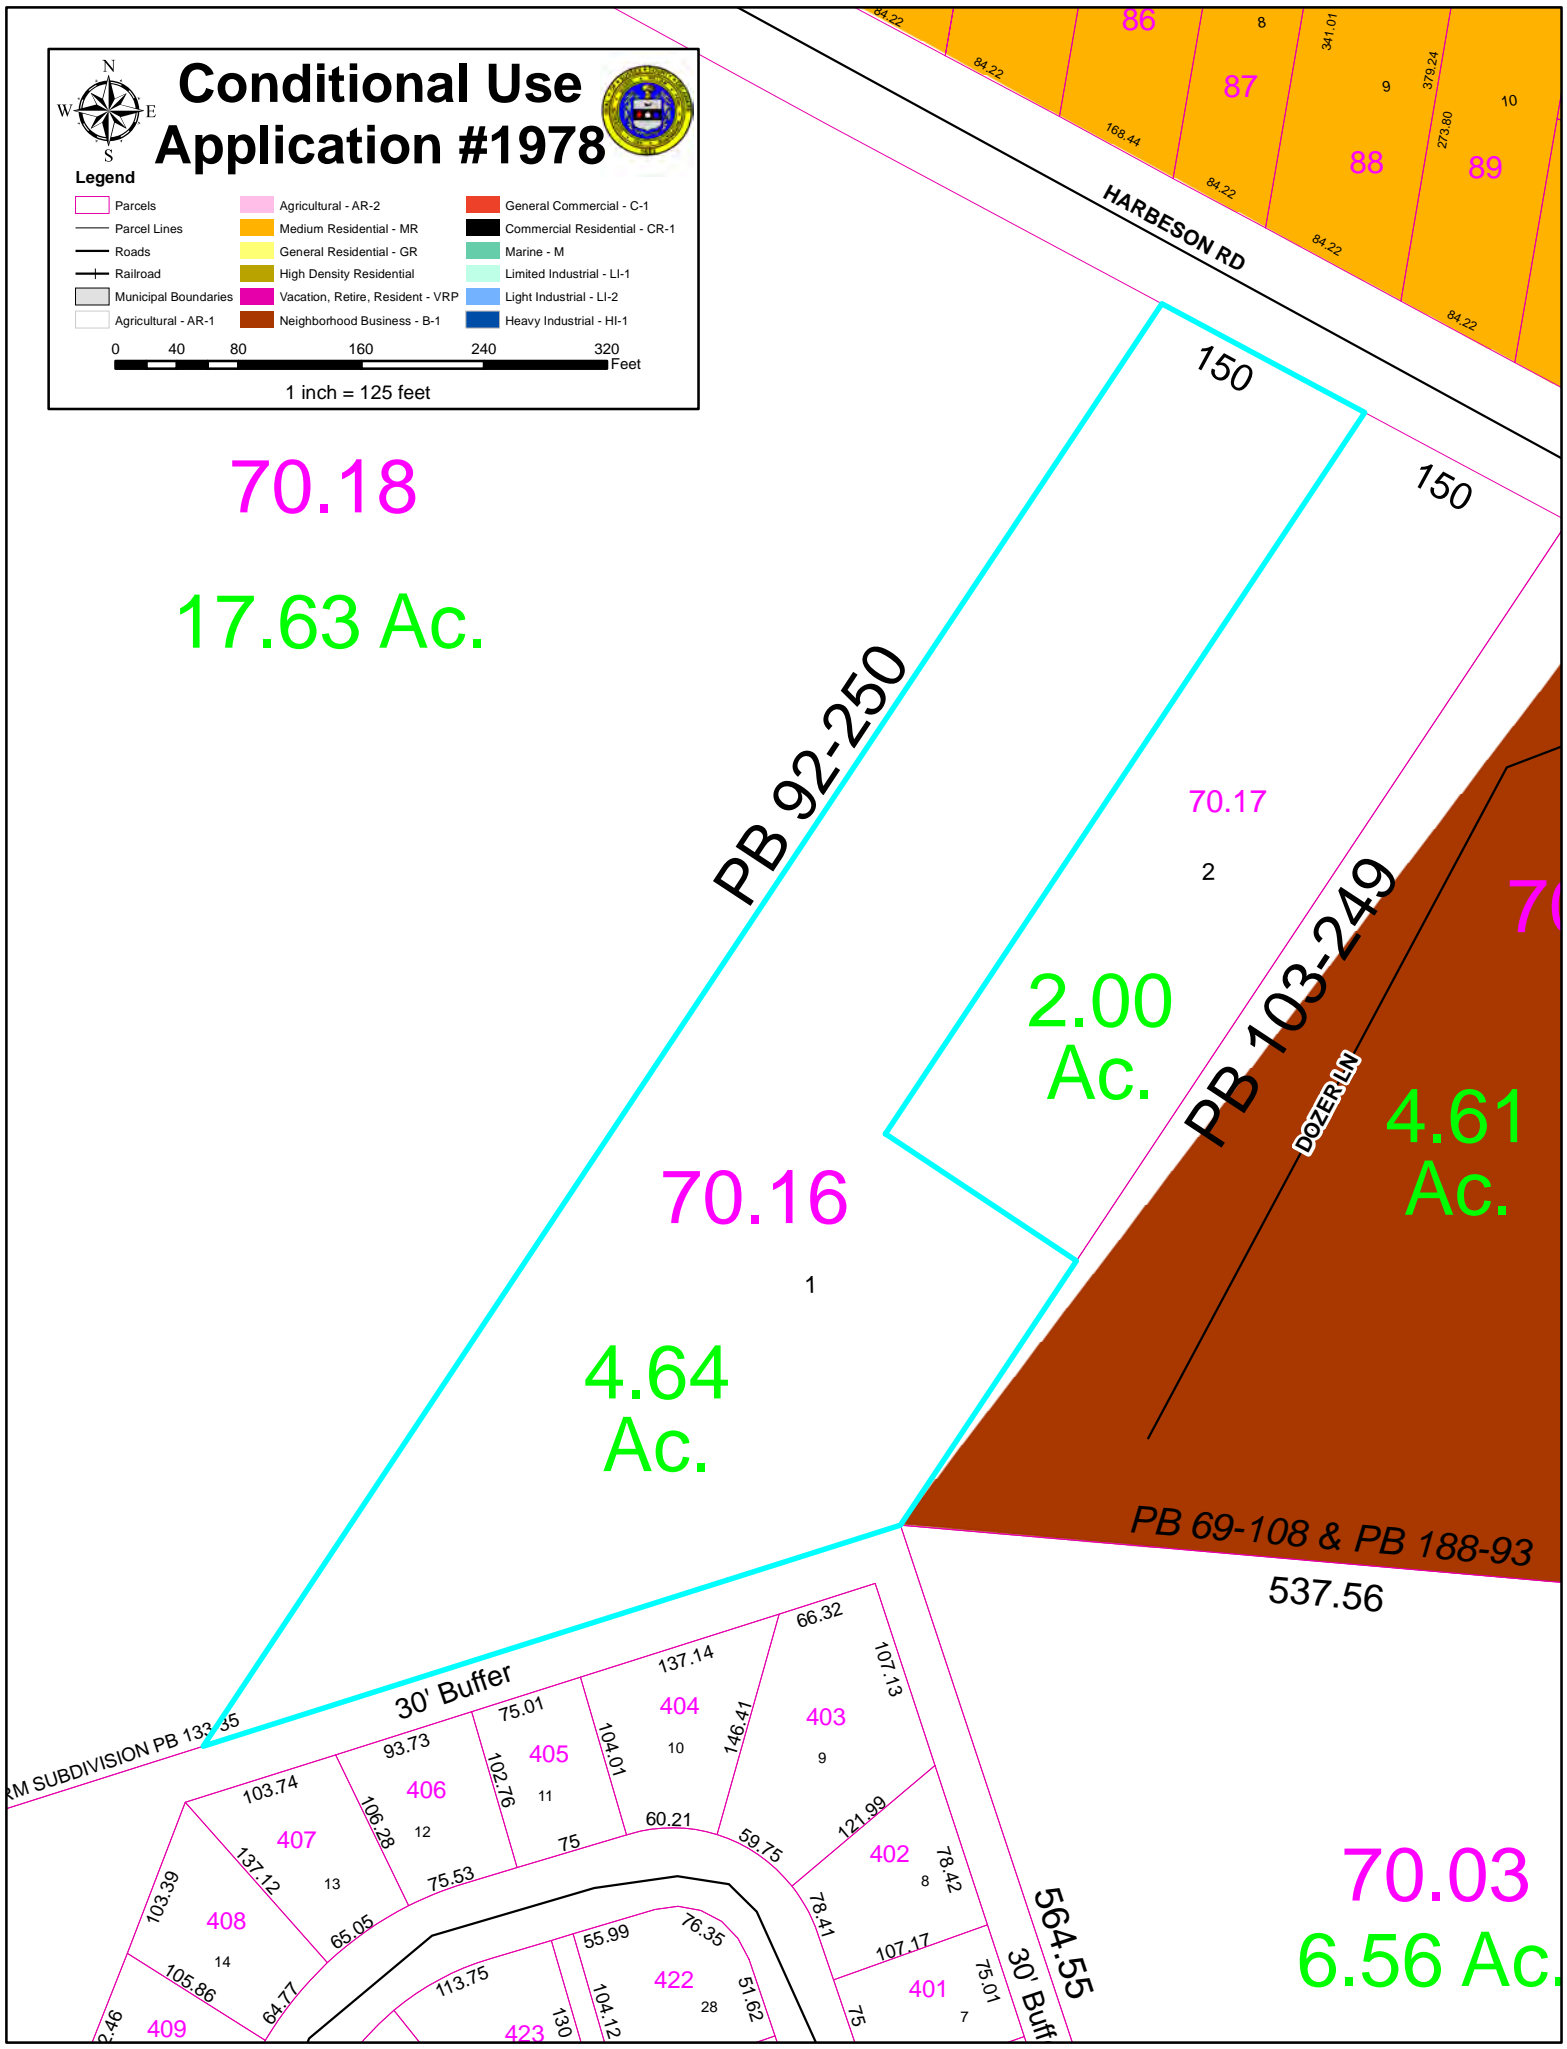 Conditional Use
Application #1978
N
W
E
S
Legend
Parcels
Parcel Lines
Roads
Railroad
Municipal Boundaries
Agricultural - AR-1
Agricultural - AR-2
Medium Residential - MR
General Residential - GR
High Density Residential
Vacation, Retire, Resident - VRP
Neighborhood Business - B-1
General Commercial - C-1
Commercial Residential - CR-1
Marine - M
Limited Industrial - LI-1
Light Industrial - LI-2
Heavy Industrial - HI-1
0 40 80 160 240 320
Feet
1 inch = 125 feet
84.22
86
8
341.01
84.22
87
9
379.24
10
168.44
273.80
88
89
84.22
HARBESON RD
84.22
84.22
150
150
70.18
17.63 Ac.
PB 92-250
70.17
2
PB 103-249
70
2.00
Ac.
DOZER LN
4.61
Ac.
70.16
1
4.64
Ac.
PB 69-108 & PB 188-93
537.56
30' Buffer
RM SUBDIVISION PB 133-35
66.32
137.14
107.13
75.01
404
146.41
403
93.73
104.01
10
9
405
102.76
11
103.74
406
106.28
12
60.21
121.99
407
137.12
13
75
59.75
402
78.42
8
75.53
103.39
408
14
65.05
78.41
564.55
70.03
6.56 Ac.
55.99
76.35
107.17
105.86
64.77
113.75
422
28
51.62
401
7
75.01
30' Buff
2.46
409
423
130
104.12
75